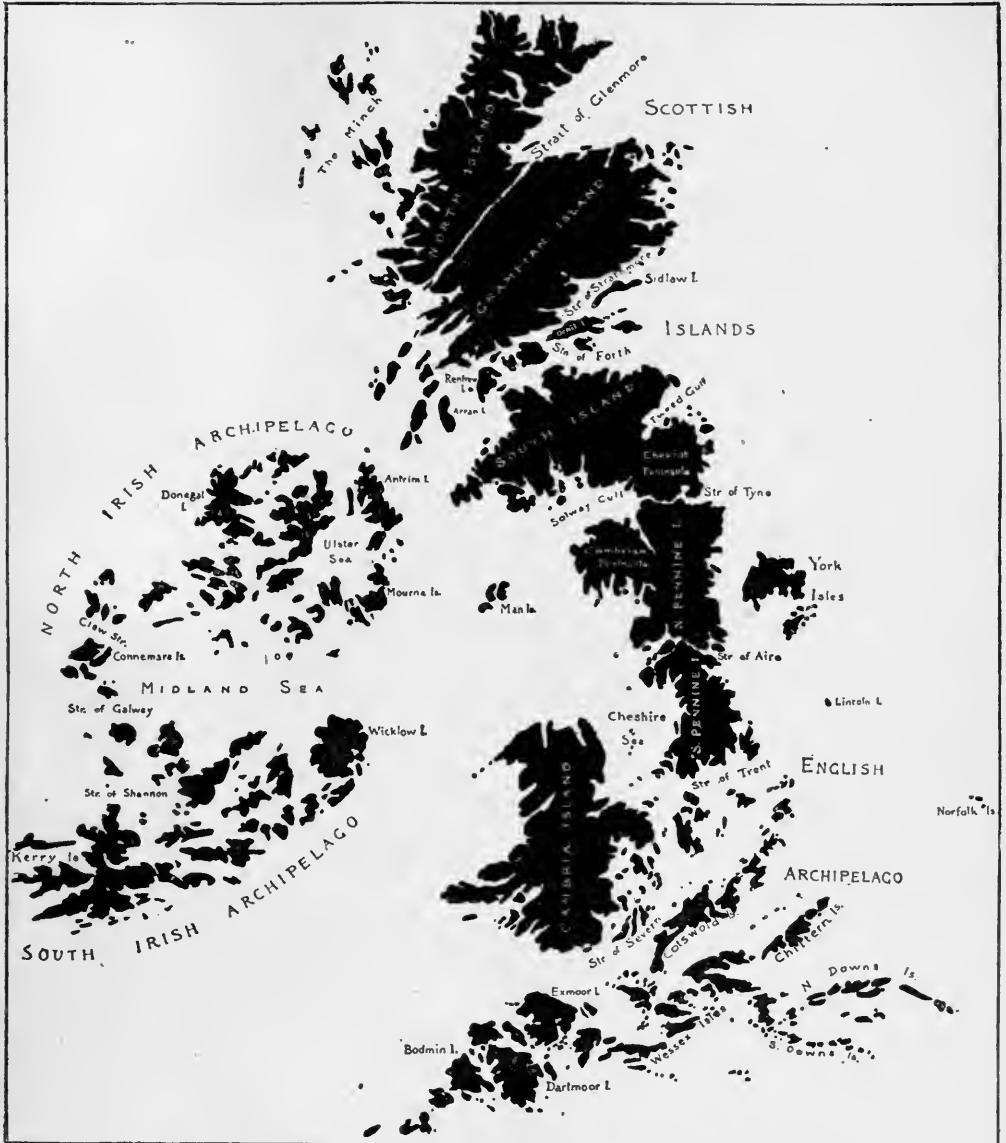 The Minch
NORTH ISLAND
Strait of Glenmore
SCOTTISH
GRAMPIAN ISLAND
Str. of Strathmore
Sidlaw I.
Ochil I.
ISLANDS
Str. of Forth
Renfrew
Is.
Arran I.
SOUTH ISLAND
Tweed Gulf
Cheviot
Peninsula
Str of Tyne
Solway Gulf
NORTH IRISH ARCHIPELAGO
Donegal
I.
Antrim I.
Ulster
Sea
Cumbrian
Peninsula
N. PENNINE I.
York
Isles
Mourne Is.
Man Is.
Clew Str.
Connemara Is.
Str of Aire
MIDLAND SEA
Str. of Galway
Lincoln I.
Cheshire
Sea
S. PENNINE I.
Wicklow I.
Str. of Trent
ENGLISH
Str. of Shannon
Norfolk Is.
CAMBRIA ISLAND
Kerry Is.
ARCHIPELAGO
SOUTH IRISH ARCHIPELAGO
Str. of Severn
Cotswold Is.
Chiltern Is.
Exmoor I.
N Downs Is.
Wessex Isles
S. Downs Is.
Bodmin I.
Dartmoor I.